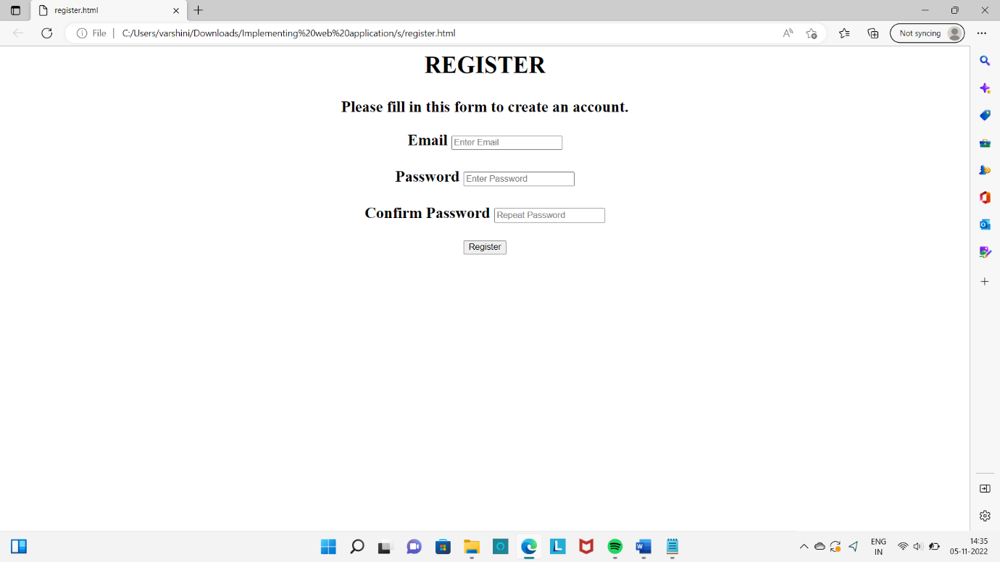 register.html
File
C:/Users/varshini/Downloads/Implementing%20web%20application/s/register.html
Not syncing
REGISTER
Please fill in this form to create an account.
Email Enter Email
Password Enter Password
Confirm Password Repeat Password
Register
ENG
IN
14:35
05-11-2022